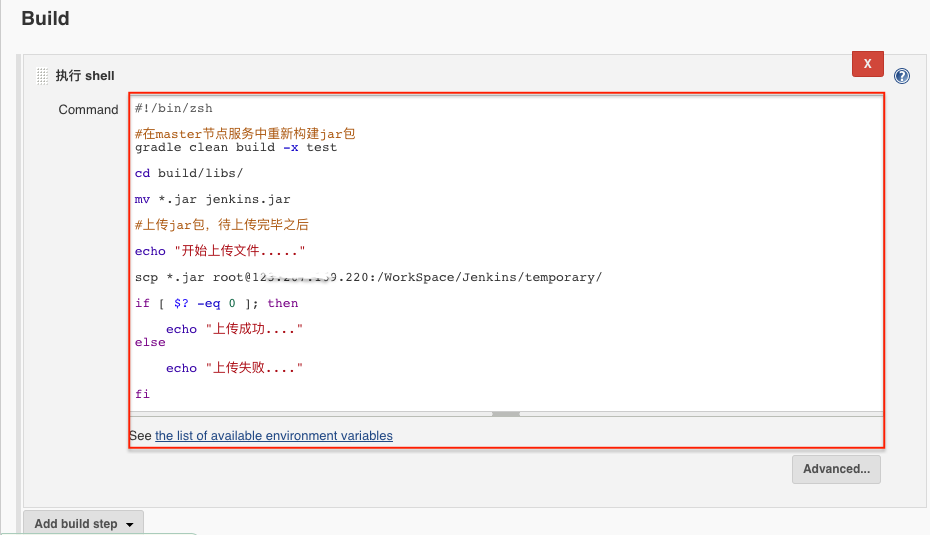 Build
X
执行 shell
Command
#!/bin/zsh
#在master节点服务中重新构建jar包
gradle clean build -x test
cd build/libs/
mv *.jar jenkins.jar
#上传jar包，待上传完毕之后
echo "开始上传文件....."
scp *.jar .220:/WorkSpace/Jenkins/temporary/
if [ $? -eq 0 ]; then
echo "上传成功...."
else
echo "上传失败...."
fi
See the list of available environment variables
Advanced...
Add build step